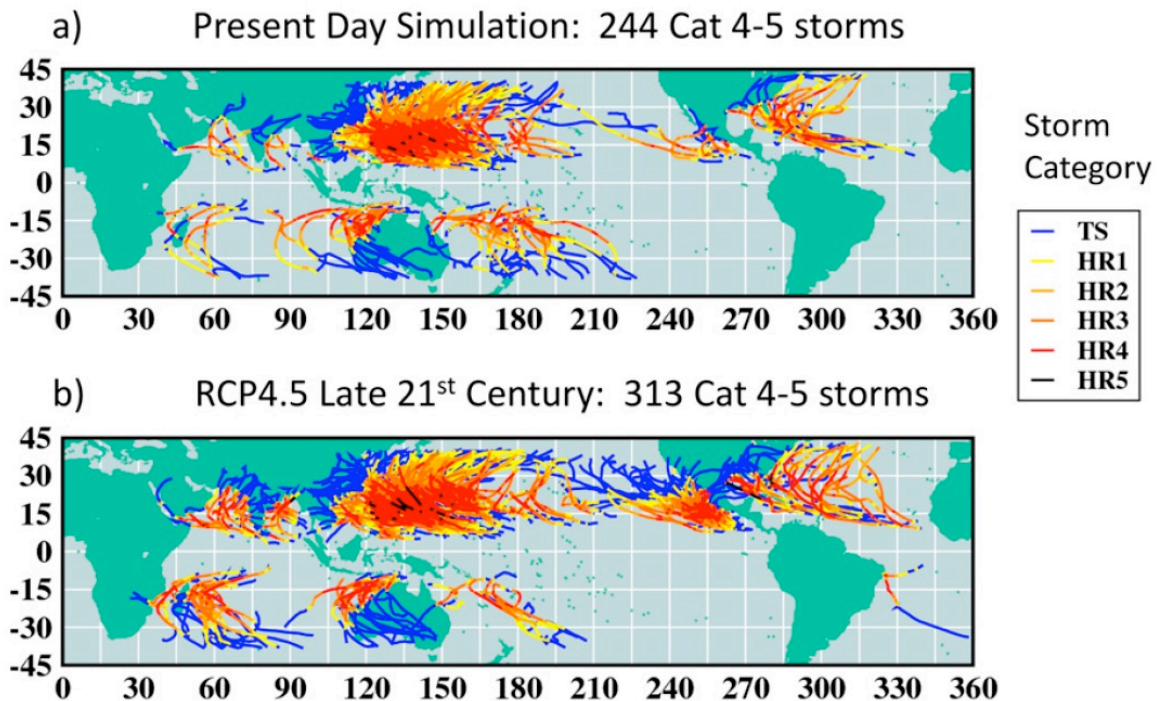 a) Present Day Simulation: 244 Cat 4-5 storms
45
30
15
0
-15
-30
-45
0 30 60 90 120 150 180 210 240 270 300 330 360
Storm
Category
TS
HR1
HR2
HR3
HR4
HR5
b) RCP4.5 Late 21st Century: 313 Cat 4-5 storms
45
30
15
0
-15
-30
-45
0 30 60 90 120 150 180 210 240 270 300 330 360